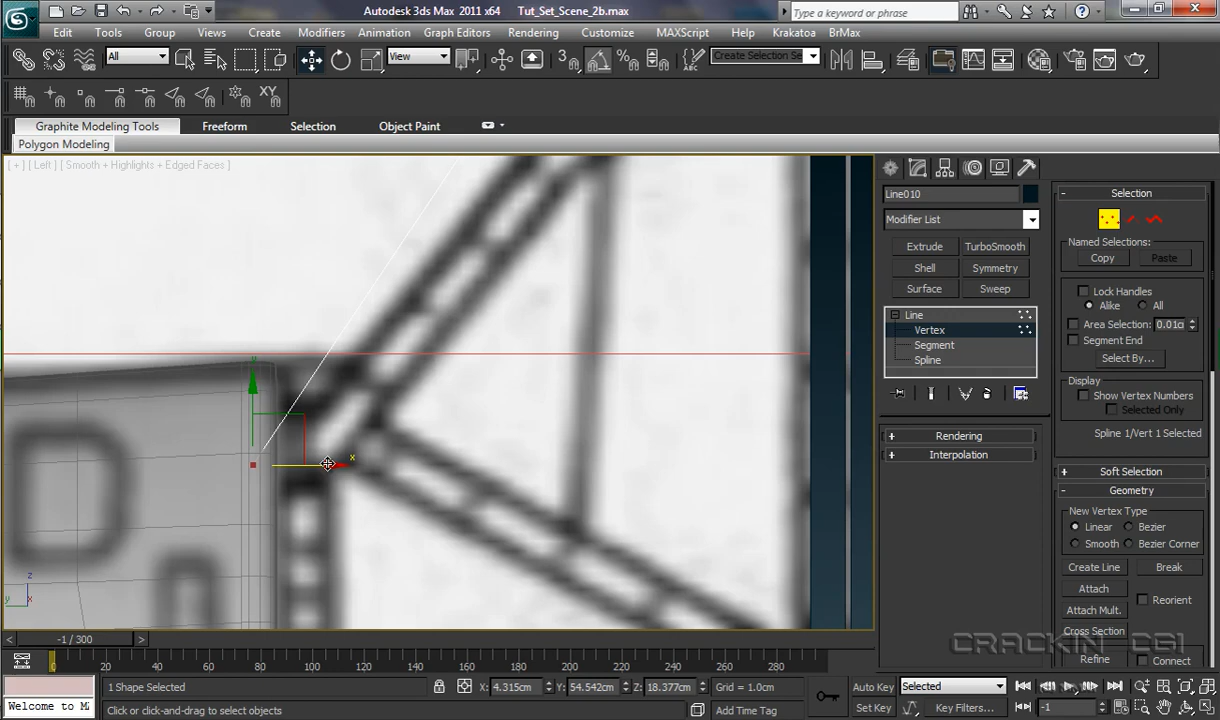 Autodesk 3ds Max 2011 x64 Tut_Set_Scene_2b.max
Type a keyword or phrase
Edit Tools Group Views Create Modifiers Animation Graph Editors Rendering Customize MAXScript Help Krakatoa BrMax
All View Create Selection Se
3 % XY
Graphite Modeling Tools Freeform Selection Object Paint
Polygon Modeling
[ + ] [ Left ] [ Smooth + Highlights + Edged Faces ]
Line010
Modifier List
Extrude TurboSmooth
Shell Symmetry
Surface Sweep
Line
Vertex
Segment
Spline
Rendering
Interpolation
Selection
Named Selections:
Copy Paste
Lock Handles
Alike All
Area Selection: 0.01c
Segment End
Select By...
Display
Show Vertex Numbers
Selected Only
Spline 1/Vert 1 Selected
Soft Selection
Geometry
New Vertex Type
Linear Bezier
Smooth Bezier Corner
Create Line Break
Attach Reorient
Attach Mult.
Cross Section
Refine Connect
CRACKIN CGI
D
x
y
z
y x
< -1 / 300 >
0 20 40 60 80 100 120 140 160 180 200 220 240 260 280
Welcome to M
1 Shape Selected
X: 4.315cm Y: 54.542cm Z: 18.377cm Grid = 1.0cm
Click or click-and-drag to select objects
Add Time Tag
Auto Key Selected
Set Key Key Filters...
-1